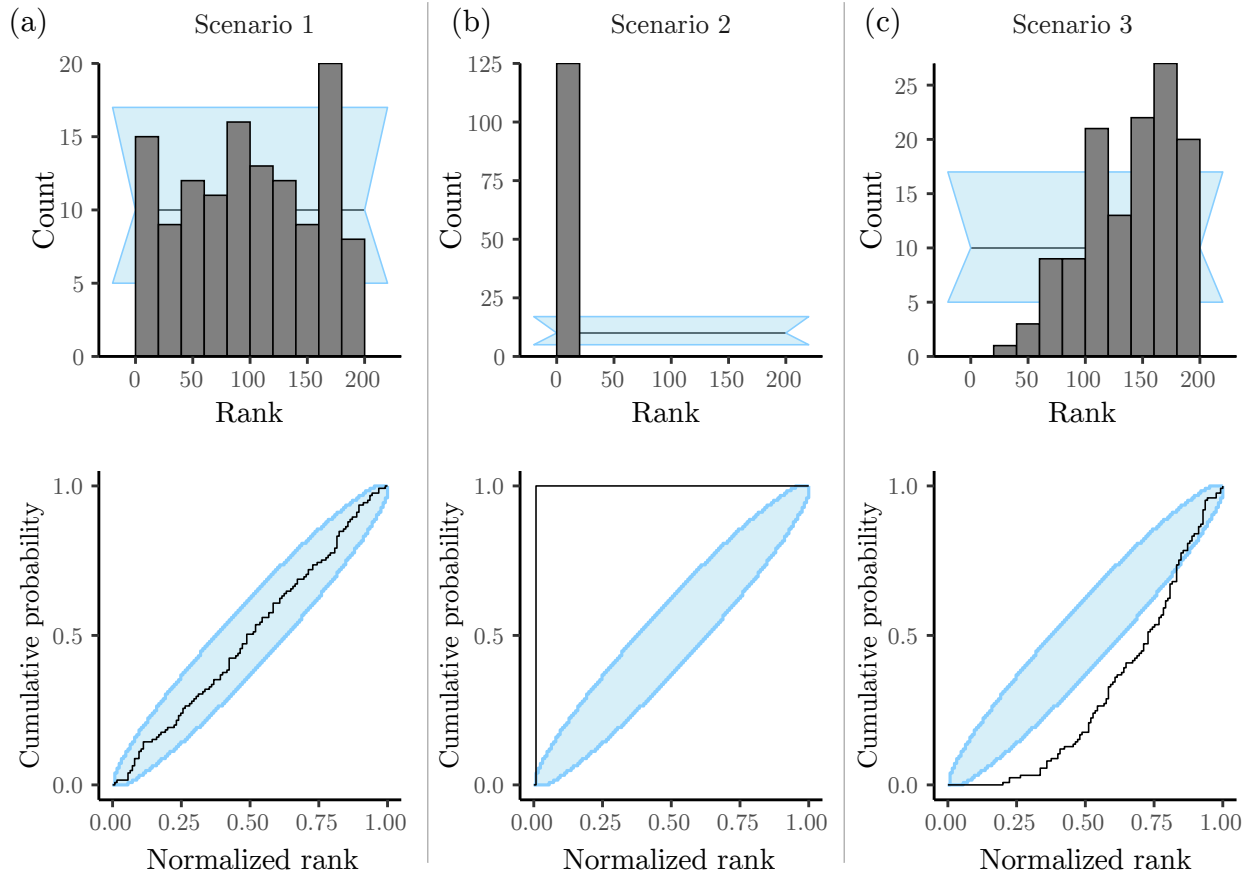 (a) Scenario 1
20
15
10
5
0
Count
0 50 100 150 200
Rank
1.0
0.5
0.0
Cumulative probability
0.00 0.25 0.50 0.75 1.00
Normalized rank
(b) Scenario 2
125
100
75
50
25
0
Count
0 50 100 150 200
Rank
1.0
0.5
0.0
Cumulative probability
0.00 0.25 0.50 0.75 1.00
Normalized rank
(c) Scenario 3
25
20
15
10
5
0
Count
0 50 100 150 200
Rank
1.0
0.5
0.0
Cumulative probability
0.00 0.25 0.50 0.75 1.00
Normalized rank